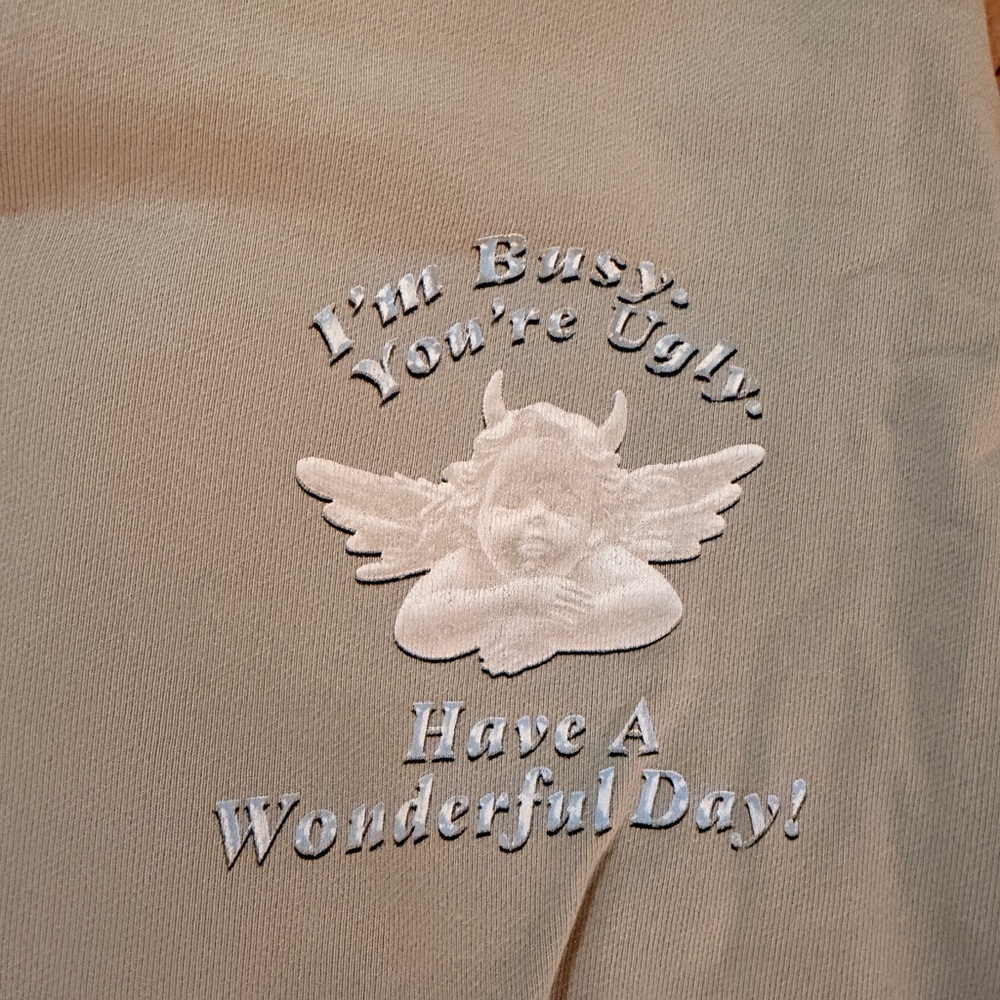 I'm Busy.
You're Ugly.
Have A
Wonderful Day!